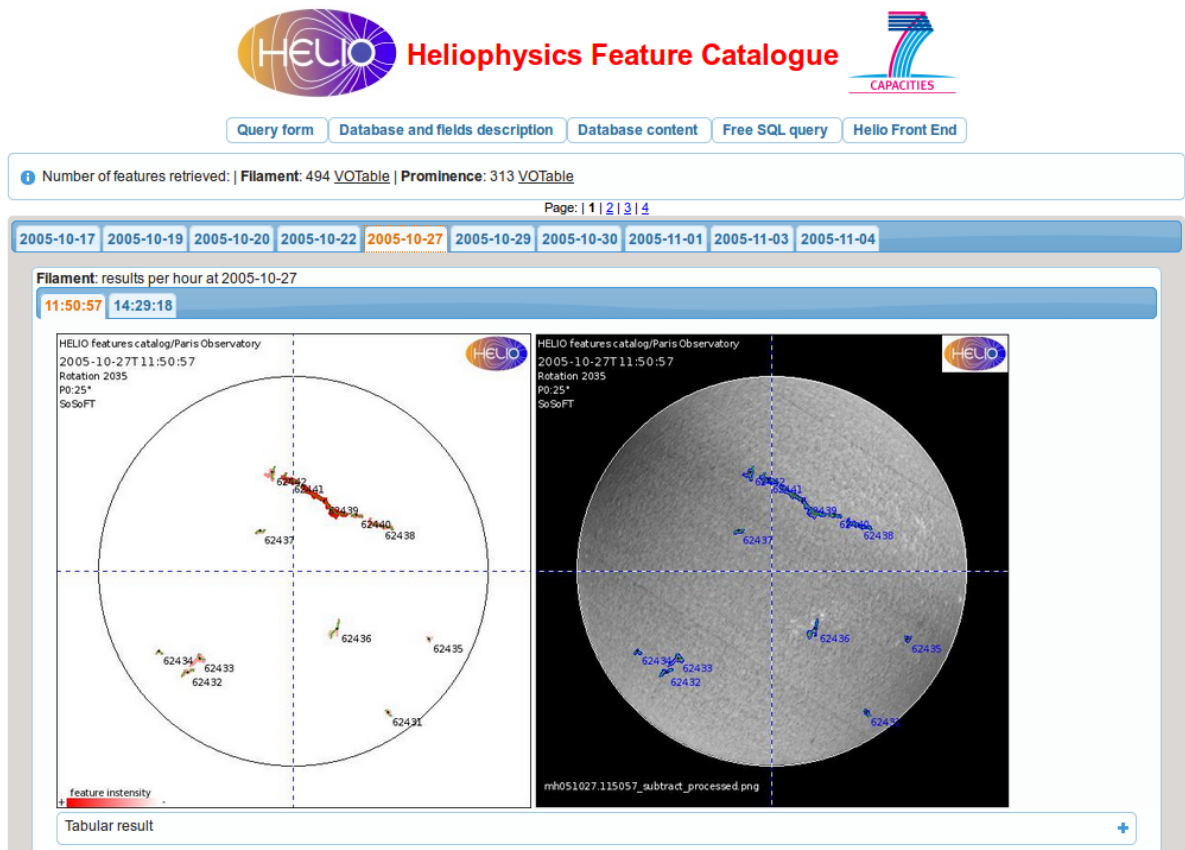 HELIO
Heliophysics Feature Catalogue
7
CAPACITIES
Query form
Database and fields description
Database content
Free SQL query
Helio Front End
Number of features retrieved: | Filament: 494 VOTable | Prominence: 313 VOTable
Page: | 1 | 2 | 3 | 4
2005-10-17 2005-10-19 2005-10-20 2005-10-22 2005-10-27 2005-10-29 2005-10-30 2005-11-01 2005-11-03 2005-11-04
Filament: results per hour at 2005-10-27
11:50:57 14:29:18
HELIO features catalog/Paris Observatory
2005-10-27T11:50:57
Rotation 2035
P0:25°
SoSoFT
HELIO
62442
62441
62439
62440
62438
62437
62436
62435
62434
62433
62432
62431
feature instensity
+ -
HELIO features catalog/Paris Observatory
2005-10-27T11:50:57
Rotation 2035
P0:25°
SoSoFT
HELIO
62442
62441
62439
62440
62438
62437
62436
62435
62434
62433
62432
62431
mh051027.115057_subtract_processed.png
Tabular result +